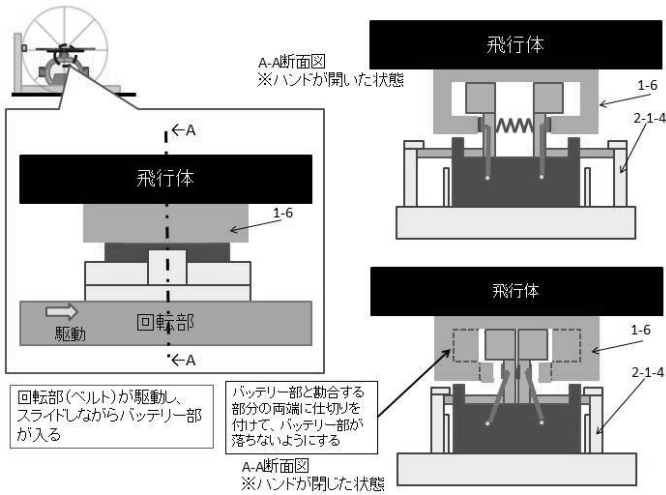 ←A
飛行体
1-6
駆動
回転部
←A
回転部(ベルト)が駆動し、
スライドしながらバッテリー部
が入る
A-A断面図
※ハンドが開いた状態
飛行体
1-6
2-1-4
飛行体
1-6
2-1-4
バッテリー部と勘合する
部分の両端に仕切りを
付けて、バッテリー部が
落ちないようにする
A-A断面図
※ハンドが閉じた状態